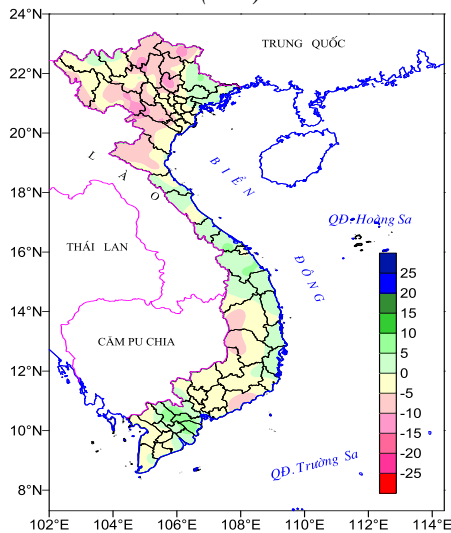 24°N
TRUNG QUỐC
22°N
20°N
LÀO
BIỂN
18°N
QĐ.Hoàng Sa
16°N
THÁI LAN
ĐÔNG
25
20
15
14°N
10
CĂM PU CHIA
5
0
12°N
-5
-10
10°N
-15
-20
QĐ.Trường Sa
-25
8°N
102°E 104°E 106°E 108°E 110°E 112°E 114°E